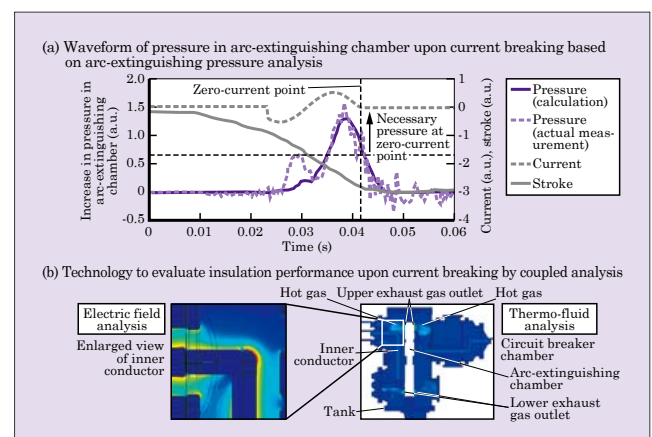 (a) Waveform of pressure in arc-extinguishing chamber upon current breaking based
on arc-extinguishing pressure analysis
Increase in pressure in
arc-extinguishing
chamber (a.u.)
2.0
1.5
1.0
0.5
0
-0.5
Zero-current point
Necessary
pressure at
zero-current
point
1
0
-1
-2
-3
-4
Current (a.u.), stroke (a.u.)
0
0.01
0.02
0.03
0.04
0.05
0.06
Time (s)
Pressure
(calculation)
Pressure
(actual meas-
urement)
Current
Stroke
(b) Technology to evaluate insulation performance upon current breaking by coupled analysis
Electric field
analysis
Enlarged view
of inner
conductor
Hot gas
Upper exhaust gas outlet
Hot gas
Inner
conductor
Tank
Thermo-fluid
analysis
Circuit breaker
chamber
Arc-extinguishing
chamber
Lower exhaust
gas outlet